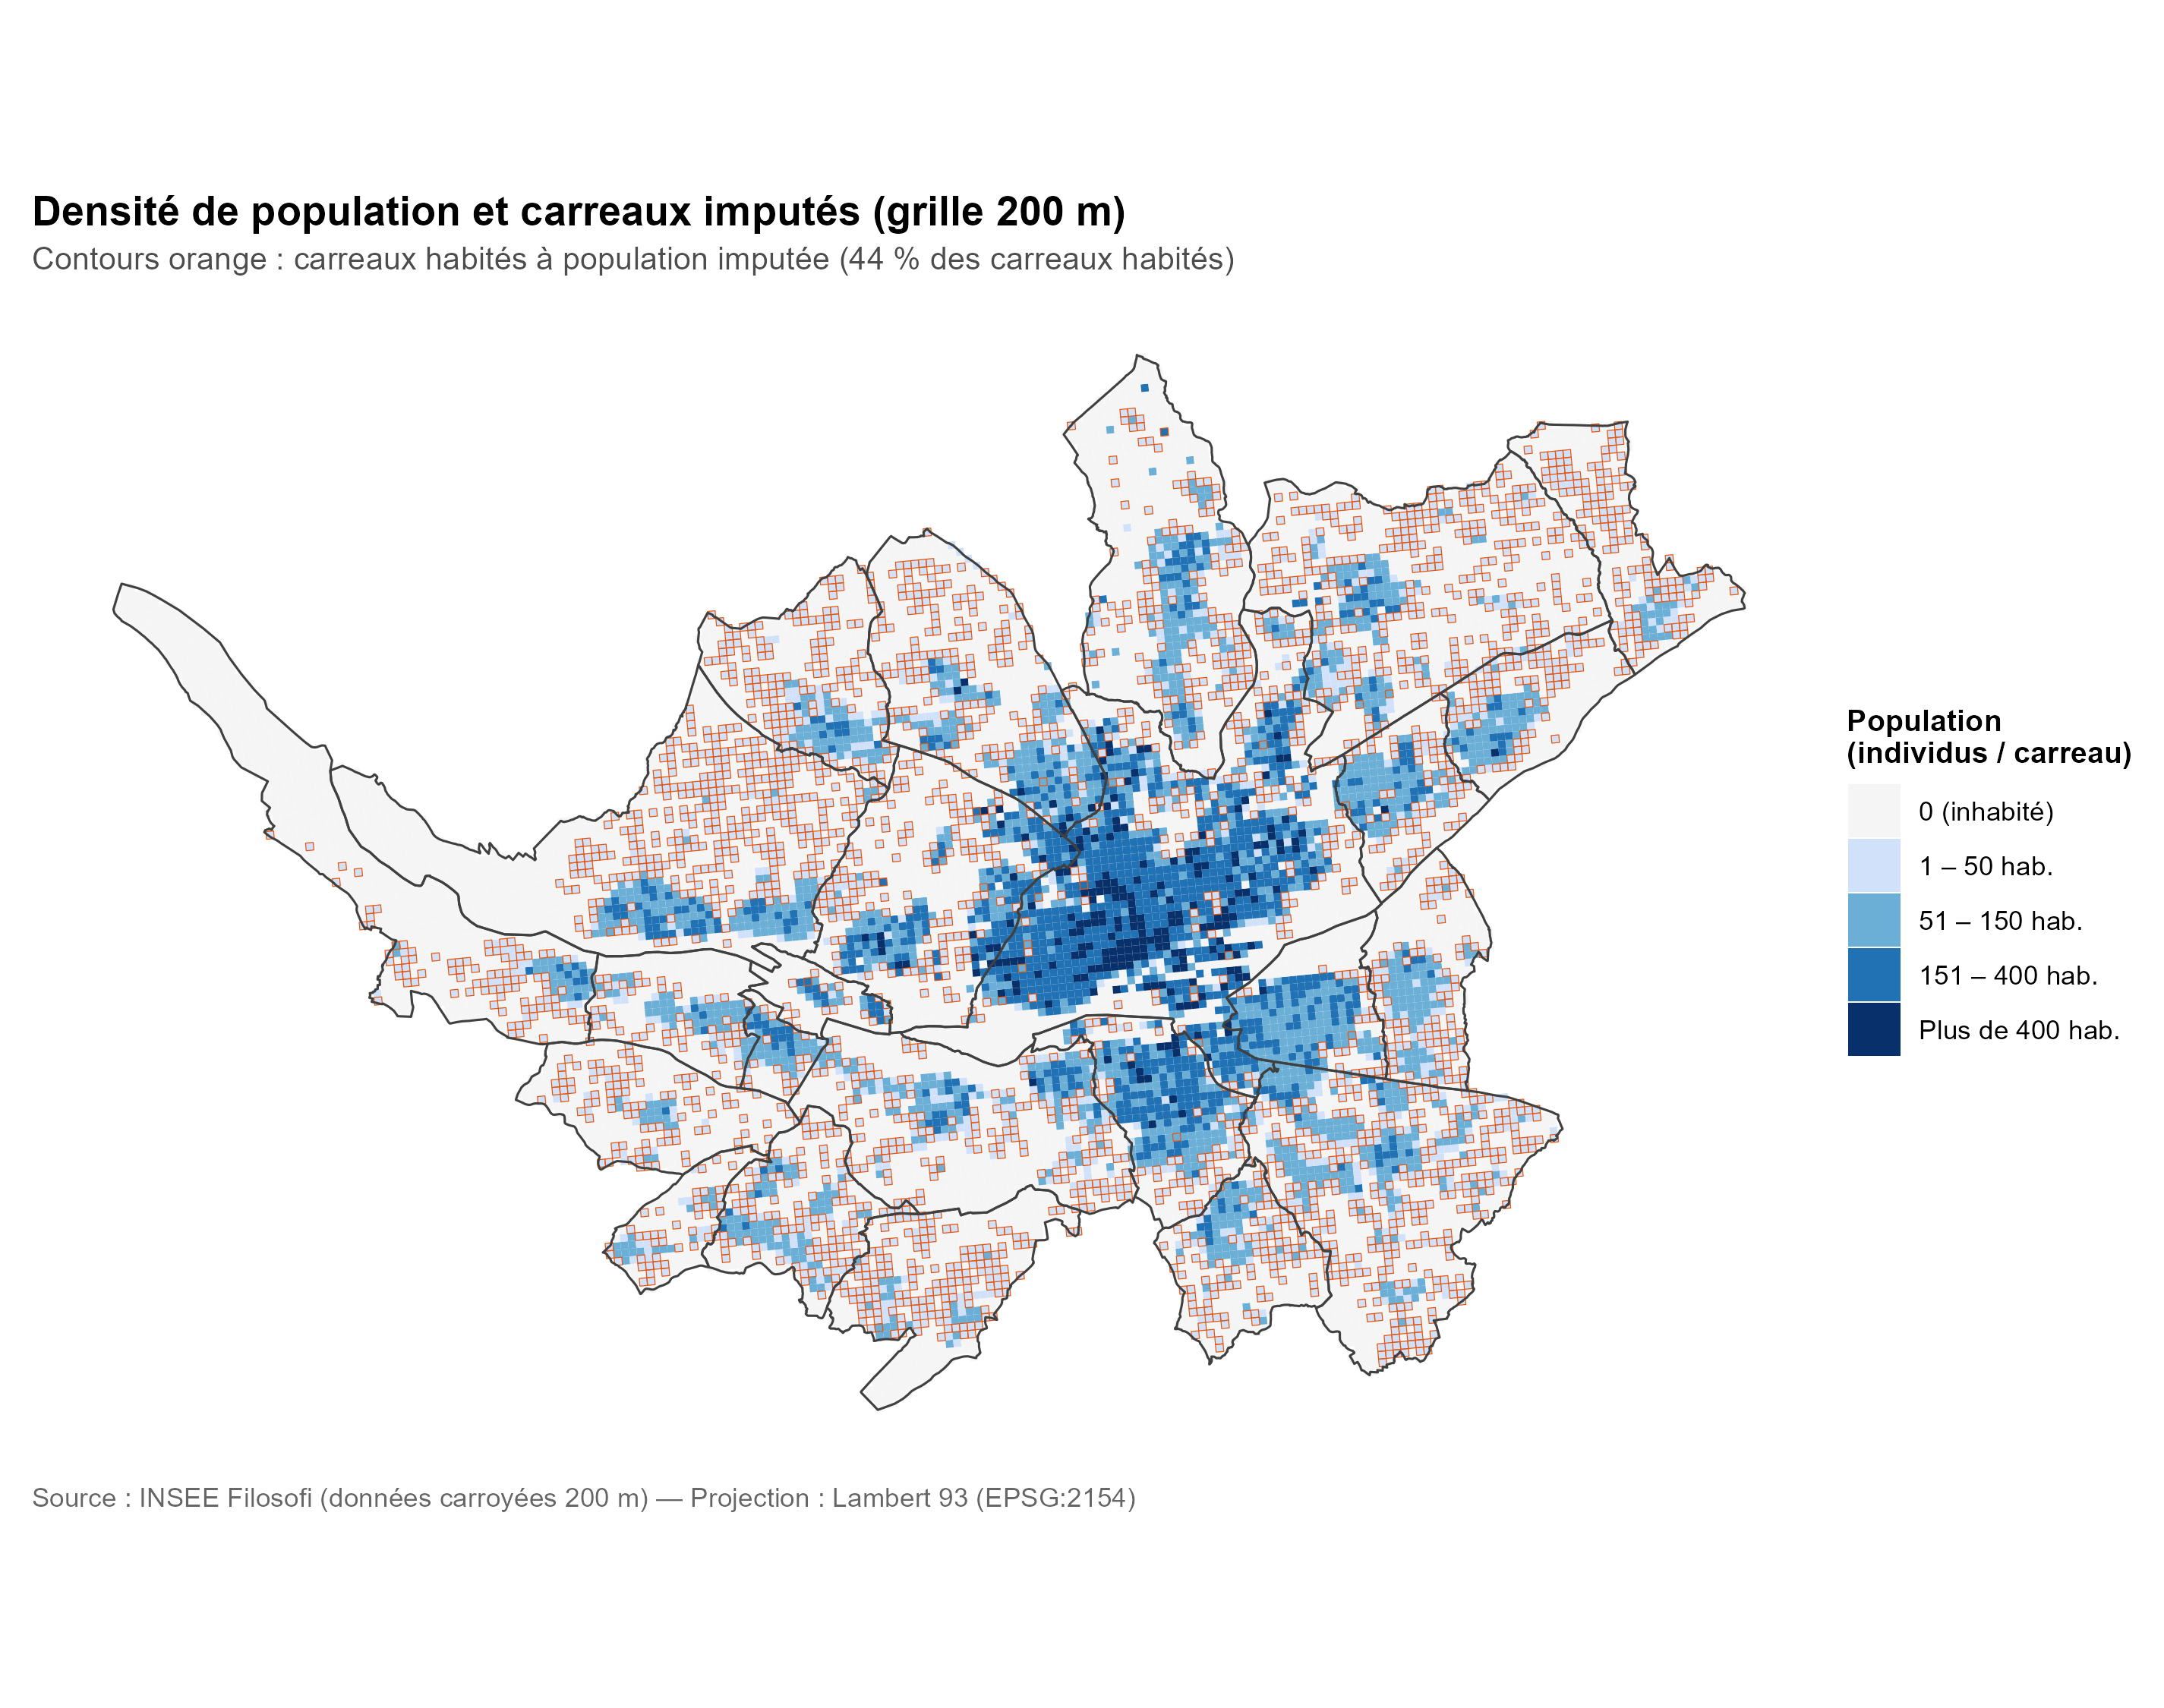 Densité de population et carreaux imputés (grille 200 m)
Contours orange : carreaux habités à population imputée (44 % des carreaux habités)
Population
(individus / carreau)
0 (inhabité)
1 – 50 hab.
51 – 150 hab.
151 – 400 hab.
Plus de 400 hab.
Source : INSEE Filosofi (données carroyées 200 m) — Projection : Lambert 93 (EPSG:2154)